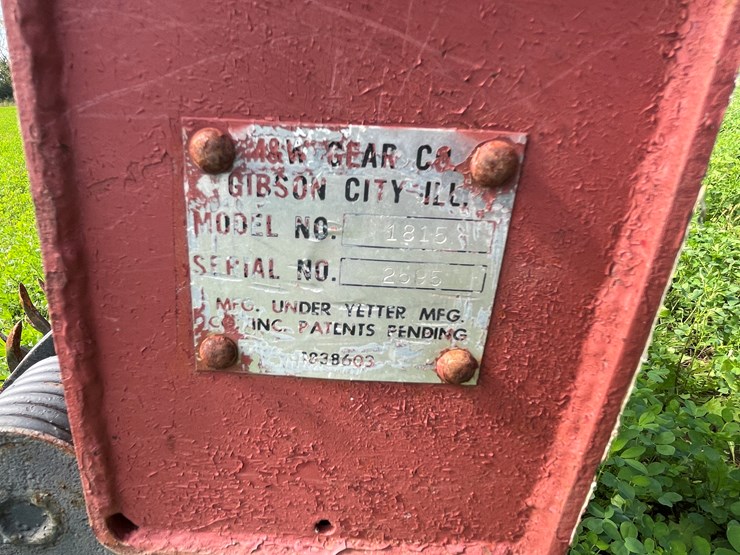 M&W GEAR CO.
GIBSON CITY ILL.
MODEL NO. 1815
SERIAL NO. 2595
MFG. UNDER YETTER MFG.
CO. INC. PATENTS PENDING
1838603